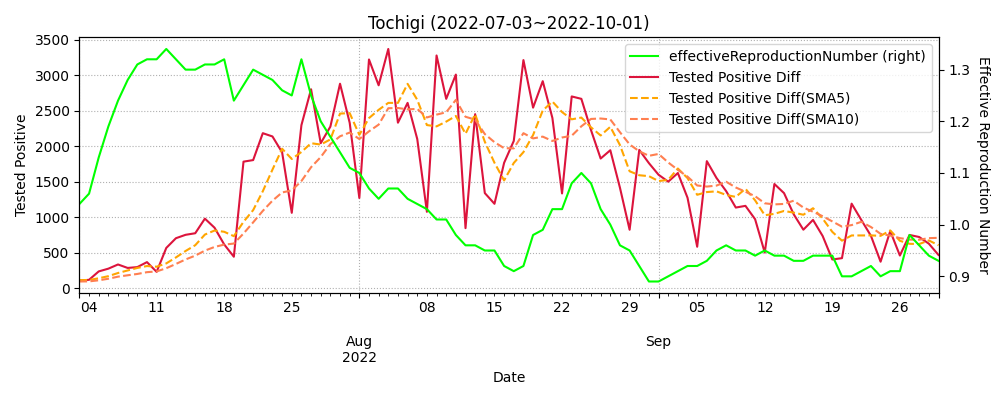 Tochigi (2022-07-03~2022-10-01)
effectiveReproductionNumber (right)
Tested Positive Diff
Tested Positive Diff(SMA5)
Tested Positive Diff(SMA10)
Tested Positive
3500
3000
2500
2000
1500
1000
500
0
1.3
1.2
1.1
1.0
0.9
Effective Reproduction Number
04 11 18 25 08 15 22 29 05 12 19 26
Aug Sep
2022
Date